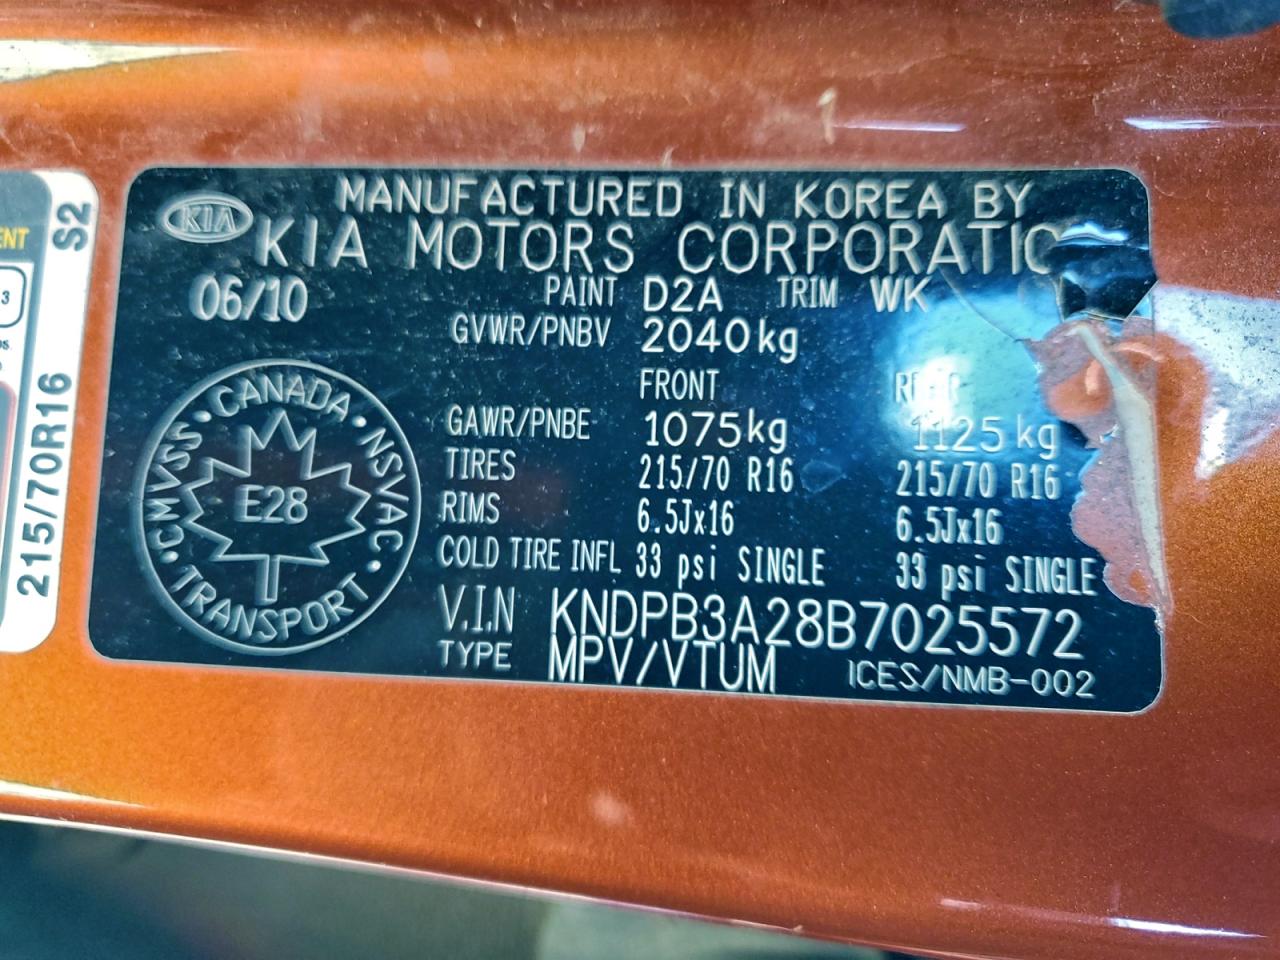 ENT
3
S2
215/70R16
KIA
MANUFACTURED IN KOREA BY
KIA MOTORS CORPORATIO
06/10 PAINT D2A TRIM WK
GVWR/PNBV 2040kg
FRONT
GAWR/PNBE 1075kg 1125kg
TIRES 215/70 R16 215/70 R16
RIMS 6.5Jx16 6.5Jx16
COLD TIRE INFL 33 psi SINGLE 33 psi SINGLE
V.I.N KNDPB3A28B7025572
TYPE MPV/VTUM ICES/NMB-002
CANADA • NSVAC • TRANSPORT • CMVSS •
E28